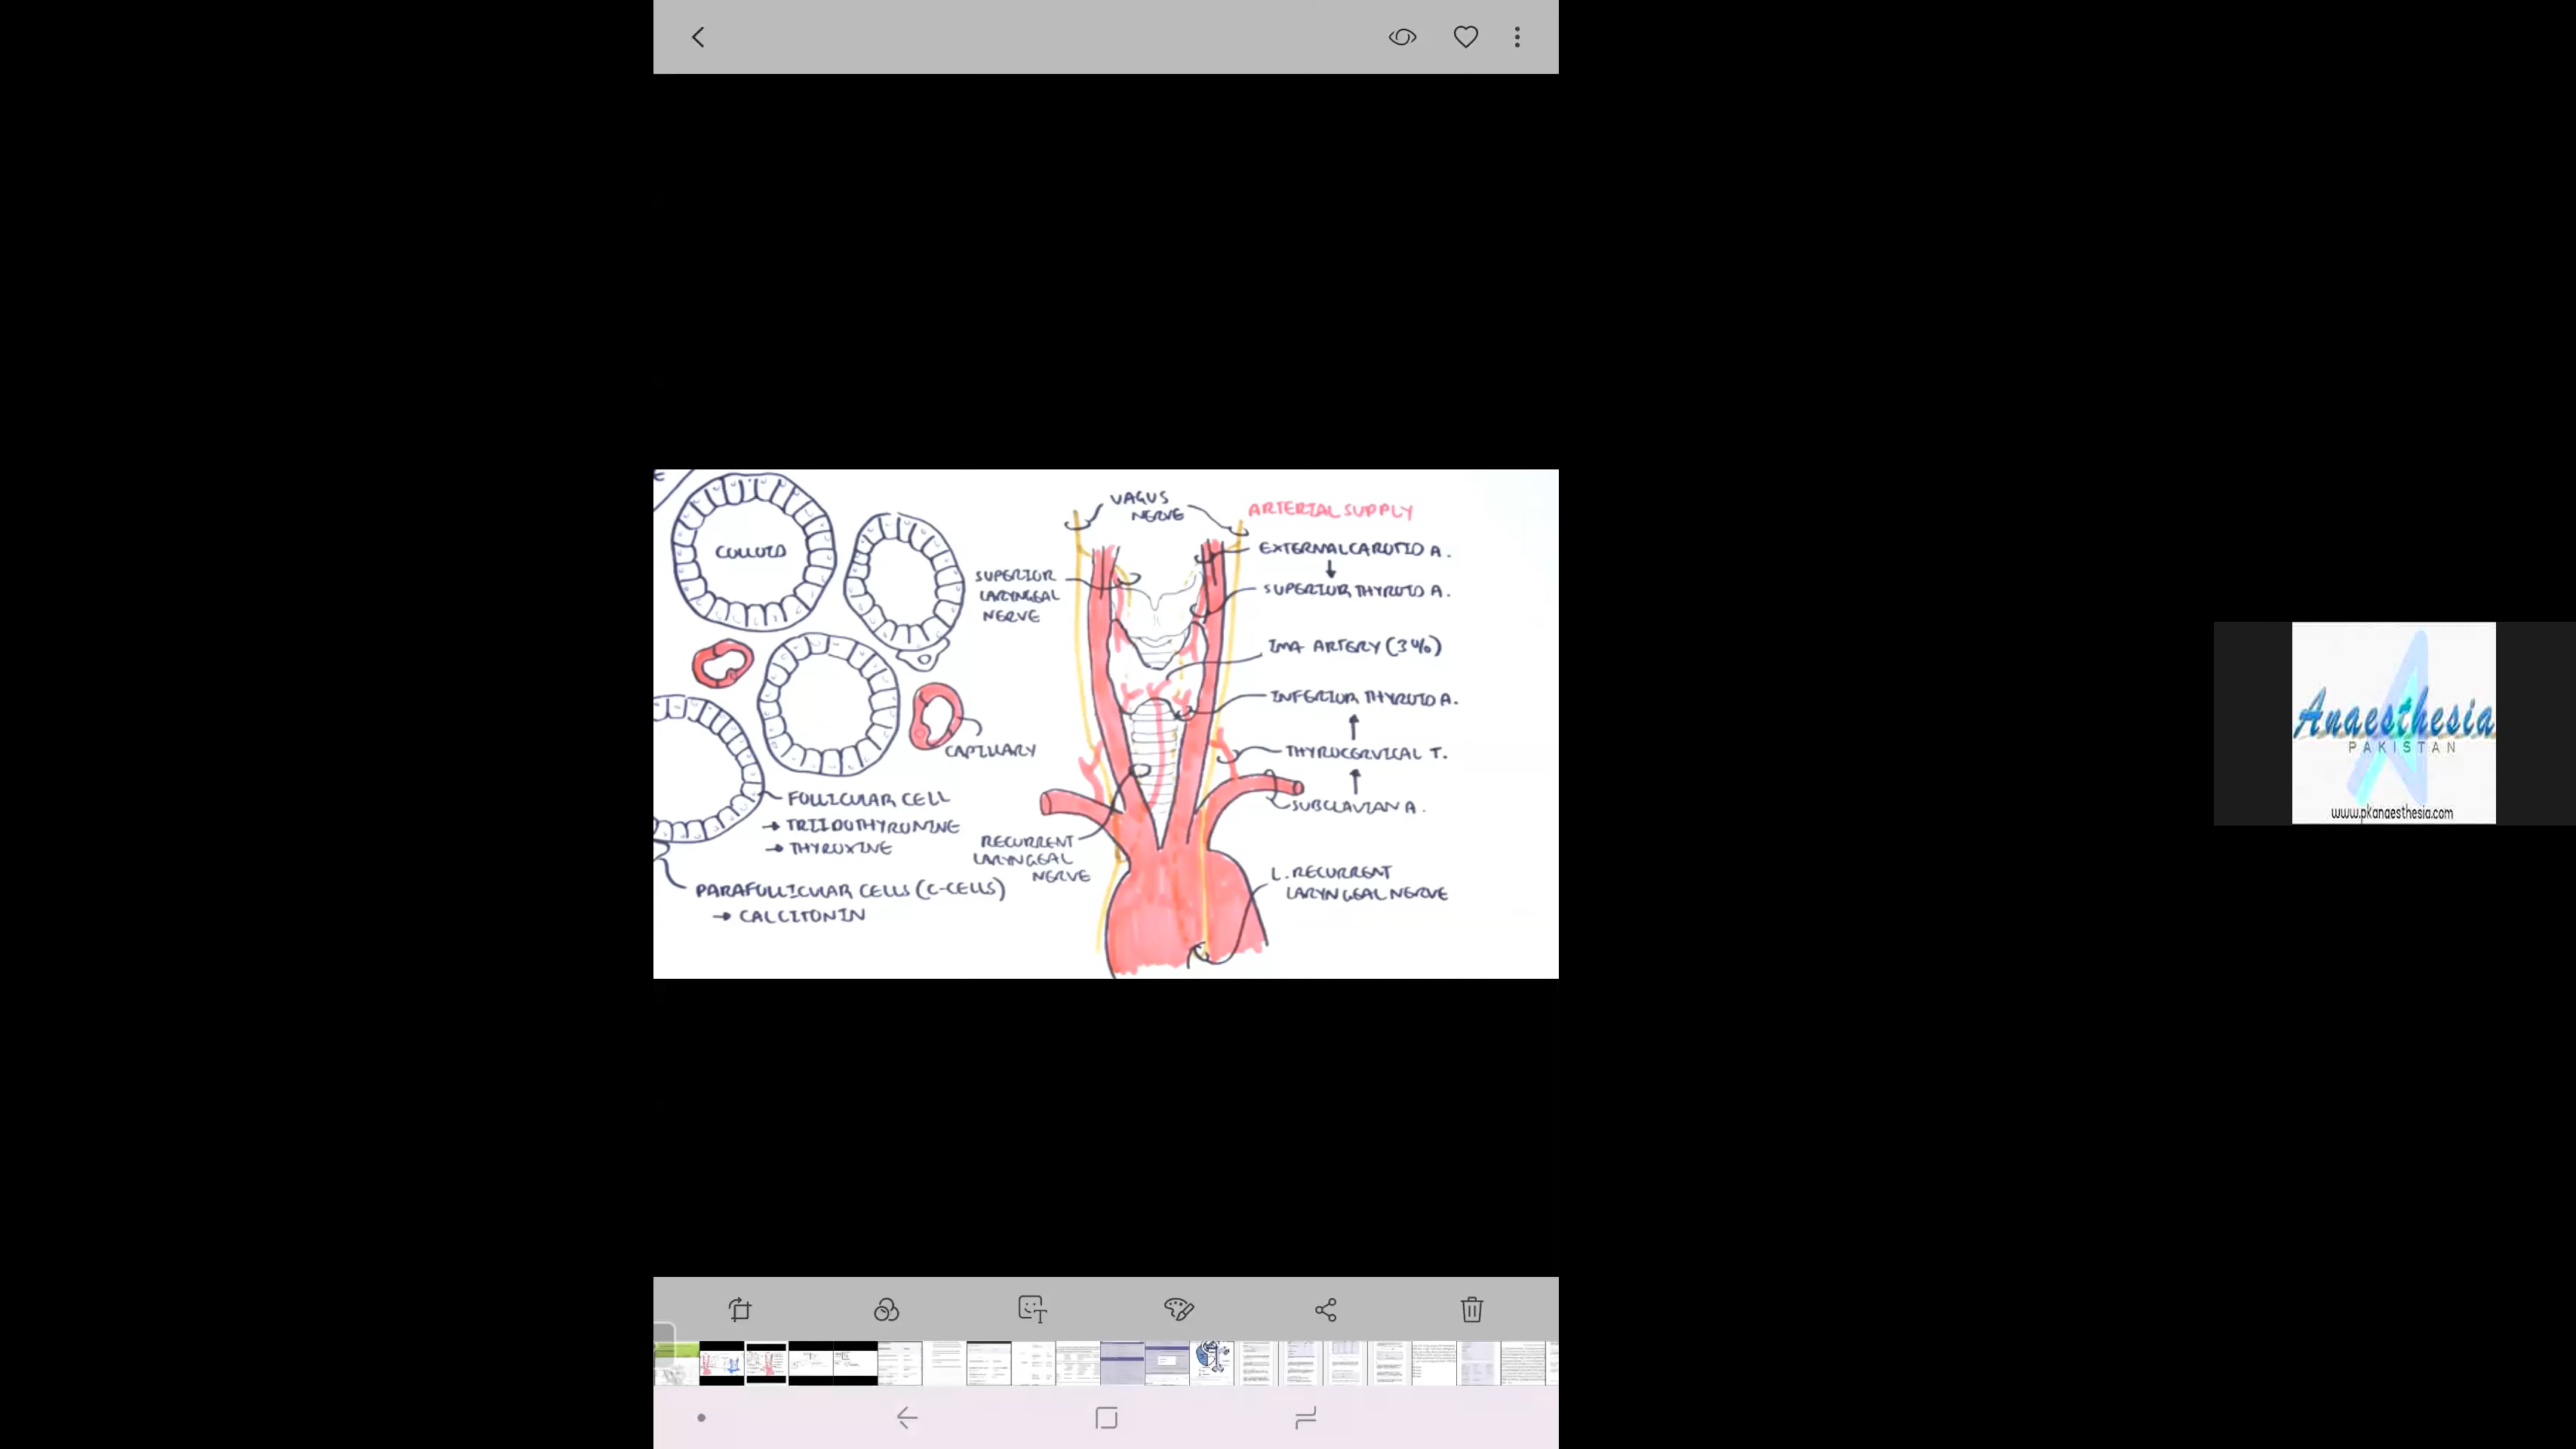 COLLOID
CAPILLARY
FOLLICULAR CELL
→ TRIIODOTHYRONINE
→ THYROXINE
PARAFOLLICULAR CELLS (C-CELLS)
→ CALCITONIN
VAGUS
NERVE
SUPERIOR
LARYNGEAL
NERVE
RECURRENT
LARYNGEAL
NERVE
ARTERIAL SUPPLY
EXTERNAL CAROTID A.
↓
SUPERIOR THYROID A.
IMA ARTERY (3%)
INFERIOR THYROID A.
↑
THYROCERVICAL T.
↑
SUBCLAVIAN A.
L. RECURRENT
LARYNGEAL NERVE
Anaesthesia
PAKISTAN
www.pkanaesthesia.com